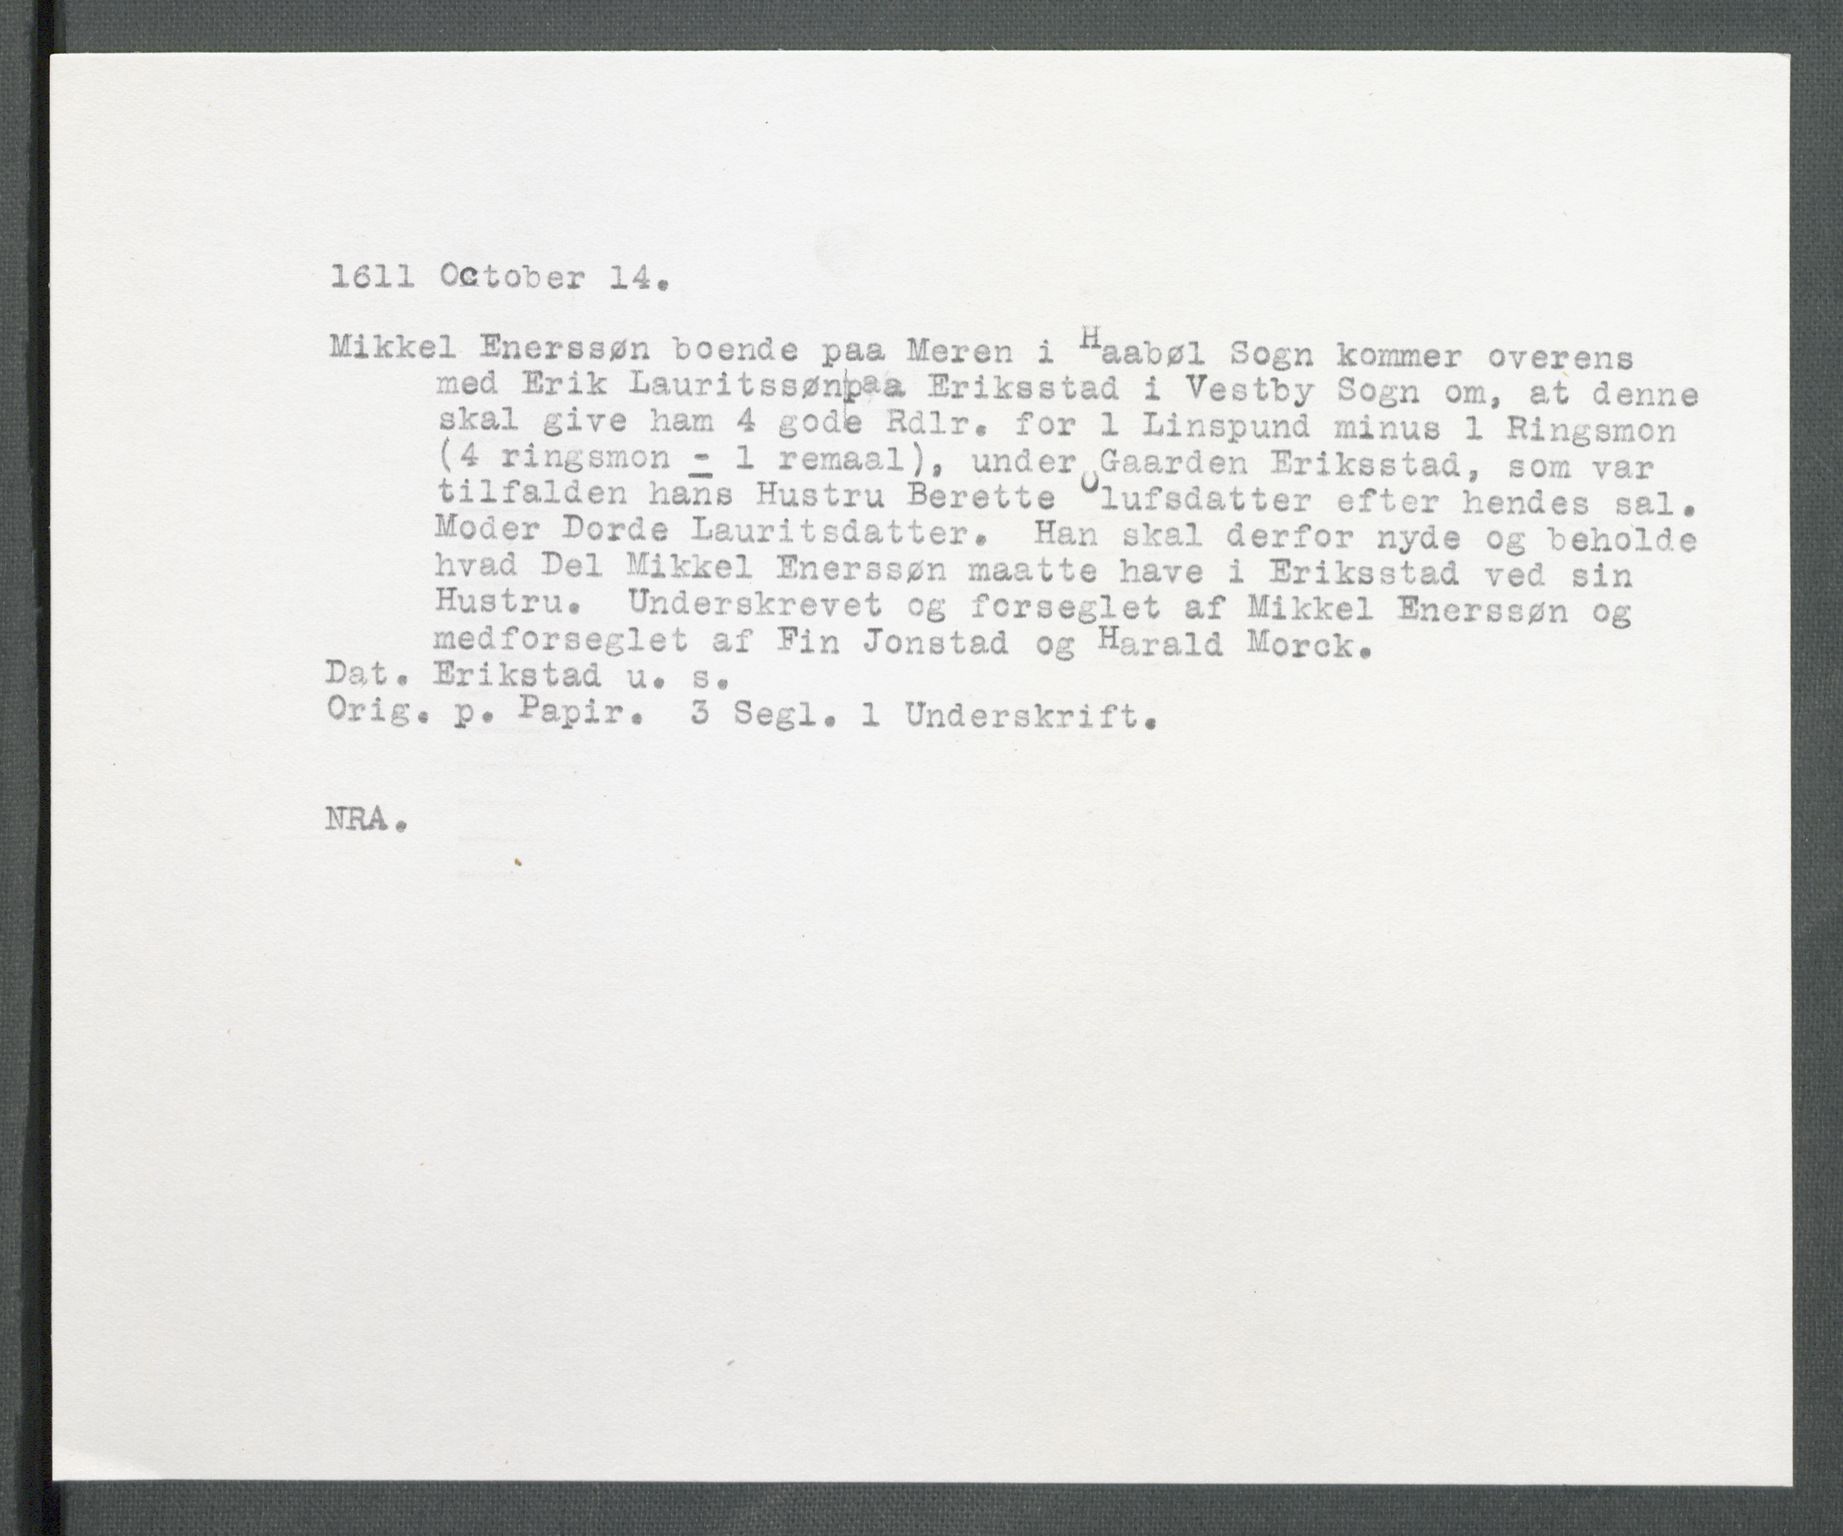 1611 October 14.
Mikkel Enerssøn boende paa Meren i Haabøl Sogn kommer overens
med Erik Lauritssøn|paa Eriksstad i Vestby Sogn om, at denne
skal give ham 4 gode Rdlr. for 1 Linspund minus 1 Ringsmon
(4 ringsmon = 1 remaal), under Gaarden Eriksstad, som var
tilfalden hans Hustru Berette Olufsdatter efter hendes sal.
Moder Dorde Lauritsdatter. Han skal derfor nyde og beholde
hvad Del Mikkel Enerssøn maatte have i Eriksstad ved sin
Hustru. Underskrevet og forseglet af Mikkel Enerssøn og
medforseglet af Fin Jonstad og Harald Morck.
Dat. Erikstad u. s.
Orig. p. Papir. 3 Segl. 1 Underskrift.
NRA.